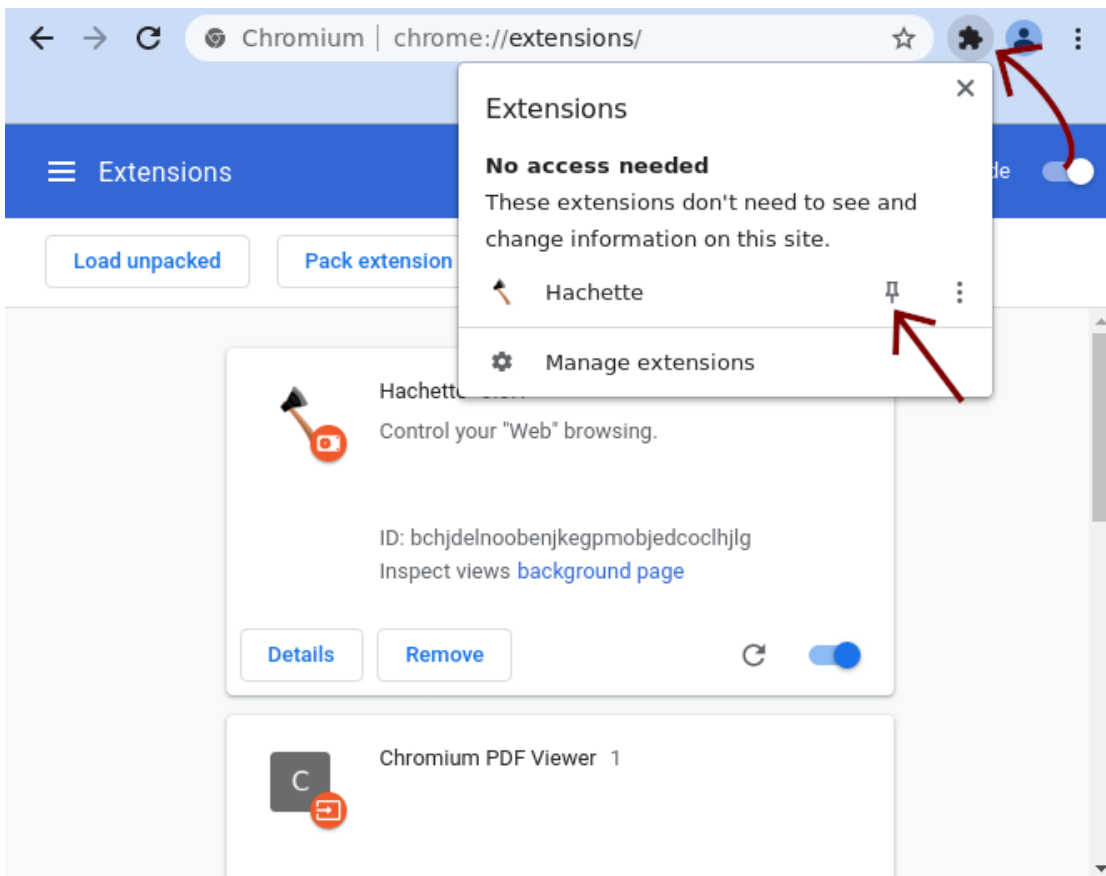 Chromium | chrome://extensions/
Extensions
No access needed
These extensions don't need to see and
change information on this site.
Hachette
Manage extensions
Extensions
Load unpacked
Pack extension
Control your "Web" browsing.
ID: bchjdelnoobenjkegpmobjedcoclhjlg
Inspect views background page
Details
Remove
C
Chromium PDF Viewer 1